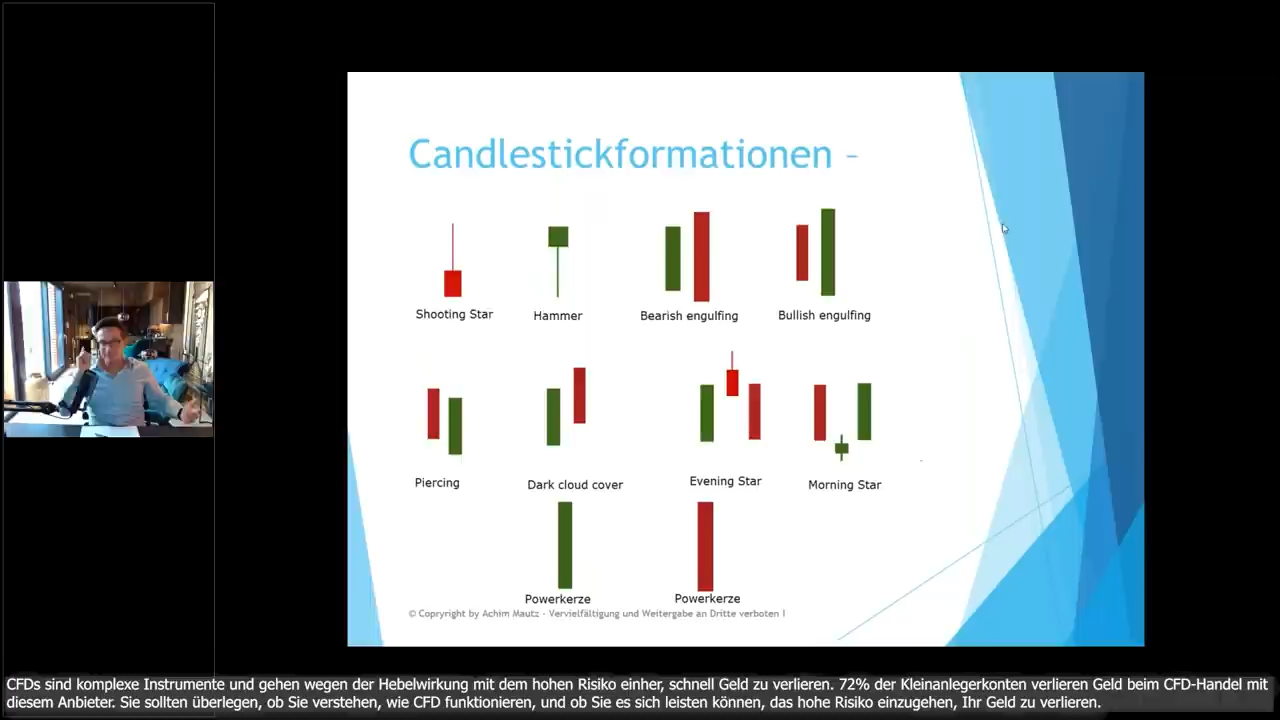 Candlestickformationen –
Shooting Star
Hammer
Bearish engulfing
Bullish engulfing
Piercing
Dark cloud cover
Evening Star
Morning Star
Powerkerze
Powerkerze
© Copyright by Achim Mautz - Vervielfältigung und Weitergabe an Dritte verboten !
CFDs sind komplexe Instrumente und gehen wegen der Hebelwirkung mit dem hohen Risiko einher, schnell Geld zu verlieren. 72% der Kleinanlegerkonten verlieren Geld beim CFD-Handel mit
diesem Anbieter. Sie sollten überlegen, ob Sie verstehen, wie CFD funktionieren, und ob Sie es sich leisten können, das hohe Risiko einzugehen, Ihr Geld zu verlieren.